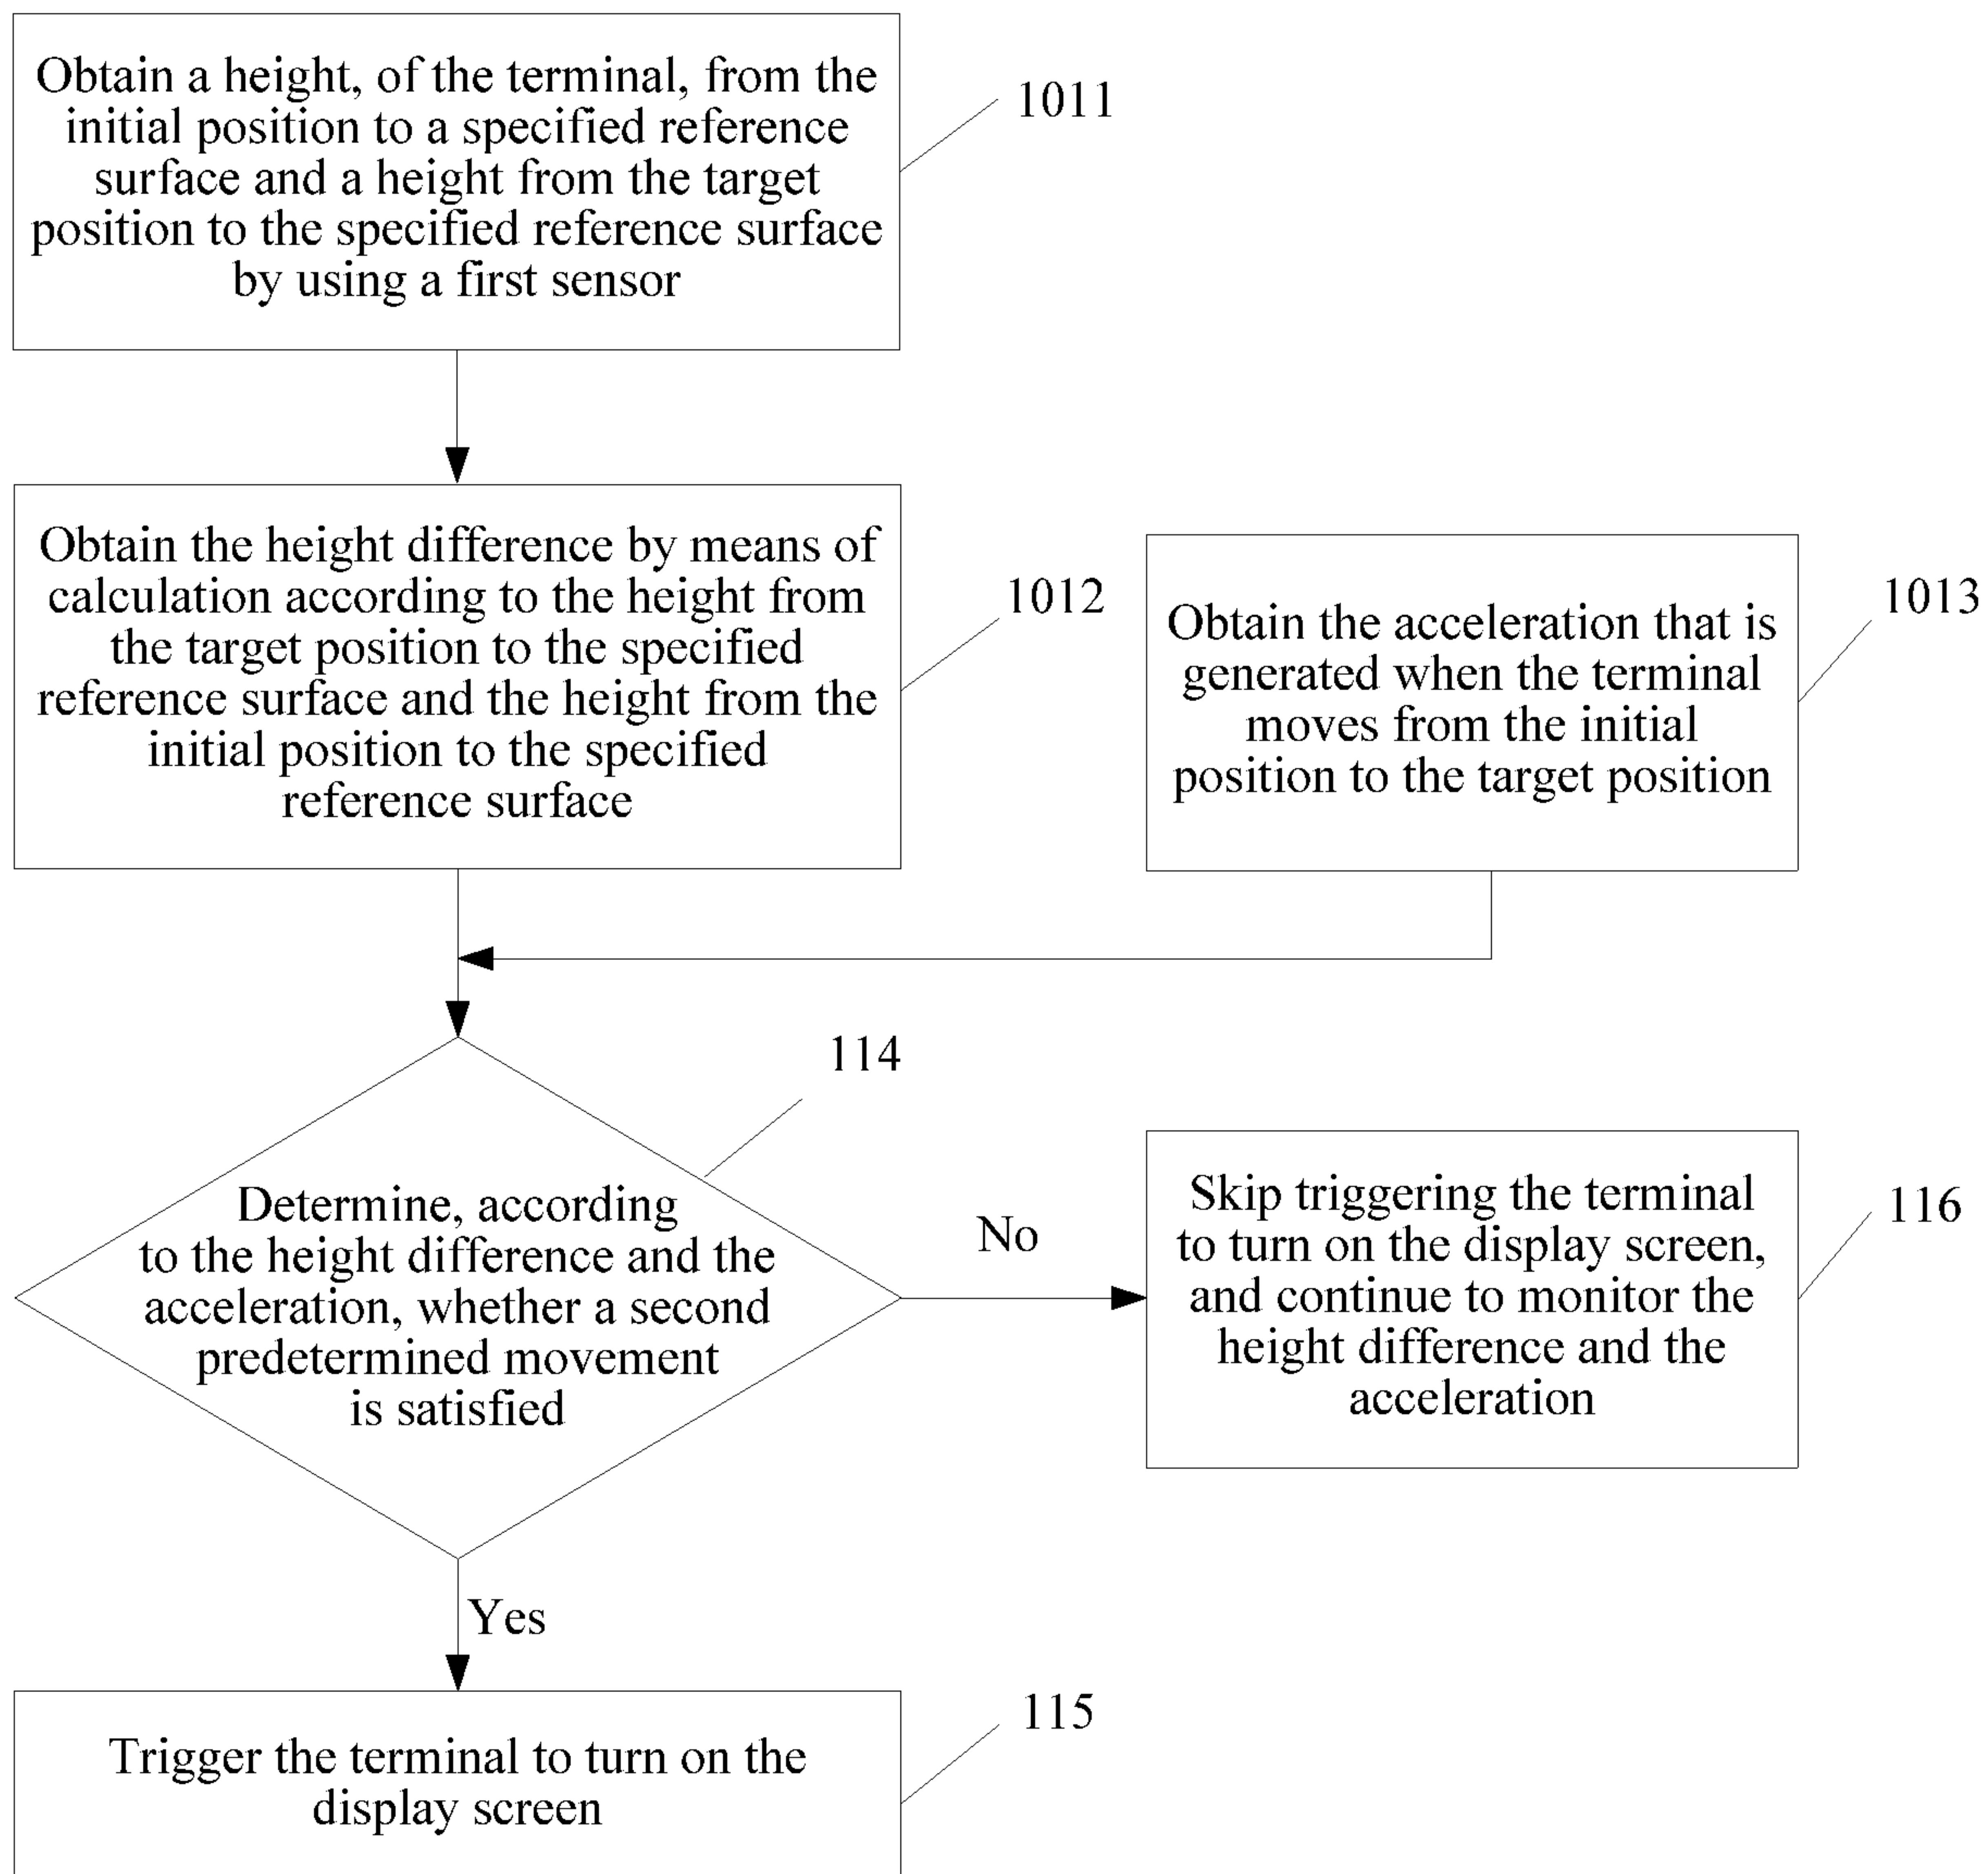 Obtain a height, of the terminal, from the
initial position to a specified reference
surface and a height from the target
position to the specified reference surface
by using a first sensor
1011
Obtain the height difference by means of
calculation according to the height from
the target position to the specified
reference surface and the height from the
initial position to the specified
reference surface
1012
Obtain the acceleration that is
generated when the terminal
moves from the initial
position to the target position
1013
114
Determine, according
to the height difference and the
acceleration, whether a second
predetermined movement
is satisfied
No
Skip triggering the terminal
to turn on the display screen,
and continue to monitor the
height difference and the
acceleration
116
Yes
Trigger the terminal to turn on the
display screen
115